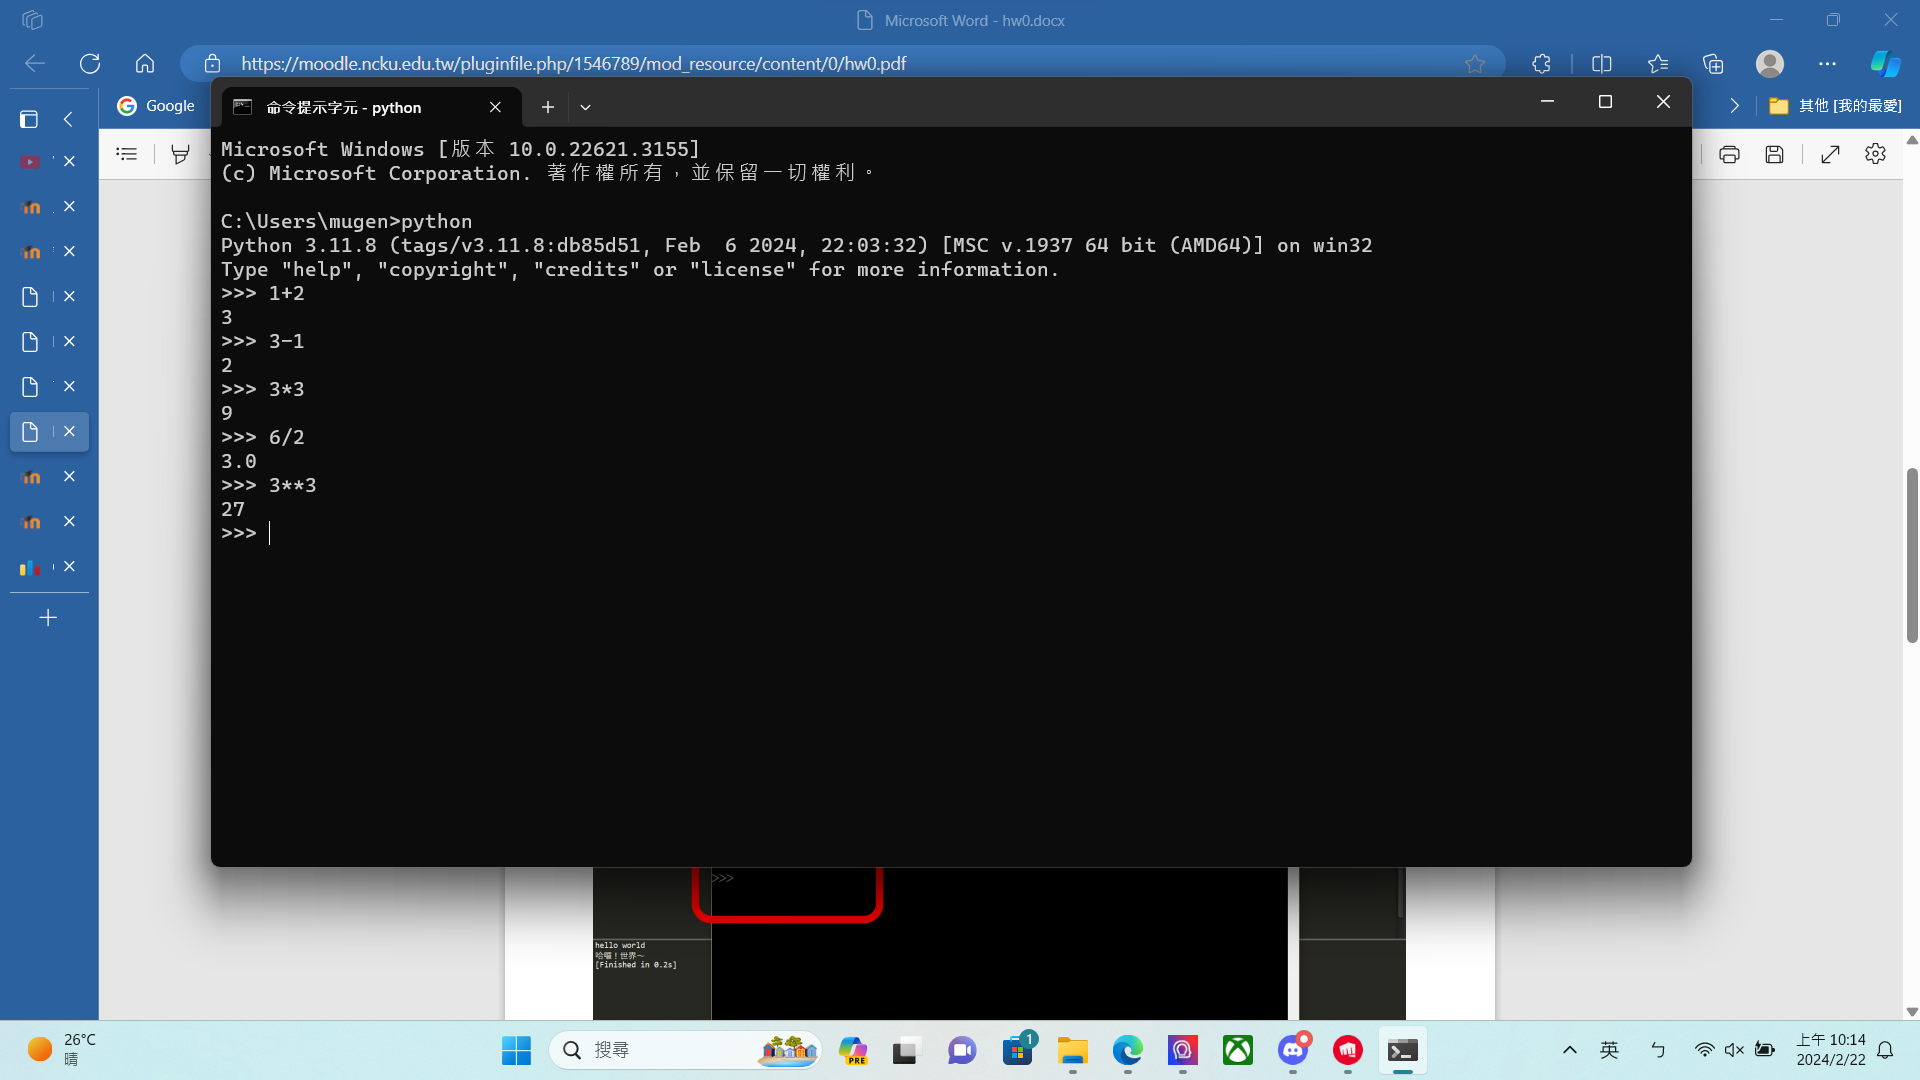 Microsoft Word - hw0.docx
https://moodle.ncku.edu.tw/pluginfile.php/1546789/mod_resource/content/0/hw0.pdf
Google
其他 [我的最愛]
命令提示字元 - python
Microsoft Windows [版本 10.0.22621.3155]
(c) Microsoft Corporation. 著作權所有，並保留一切權利。
C:\Users\mugen>python
Python 3.11.8 (tags/v3.11.8:db85d51, Feb  6 2024, 22:03:32) [MSC v.1937 64 bit (AMD64)] on win32
Type "help", "copyright", "credits" or "license" for more information.
>>> 1+2
3
>>> 3-1
2
>>> 3*3
9
>>> 6/2
3.0
>>> 3**3
27
>>>
>>>
hello world
哈囉！世界～
[Finished in 0.2s]
26°C
晴
搜尋
PRE
1
英
ㄅ
上午 10:14
2024/2/22